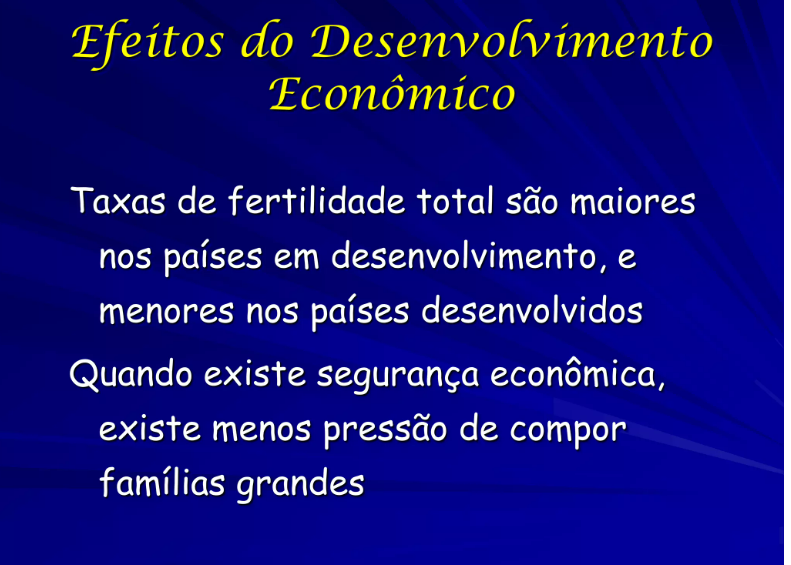 Efeitos do Desenvolvimento
Econômico
Taxas de fertilidade total são maiores
nos países em desenvolvimento, e
menores nos países desenvolvidos
Quando existe segurança econômica,
existe menos pressão de compor
famílias grandes